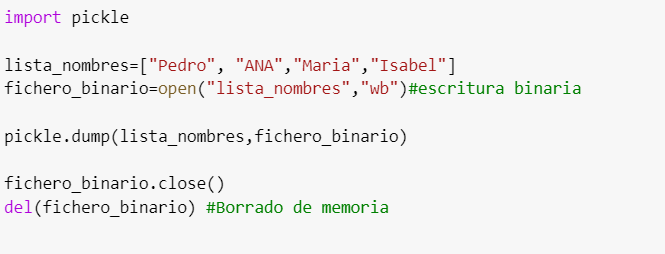 import pickle
lista_nombres=["Pedro", "ANA","Maria","Isabel"]
fichero_binario=open("lista_nombres","wb")#escritura binaria
pickle.dump(lista_nombres,fichero_binario)
fichero_binario.close()
del(fichero_binario) #Borrado de memoria